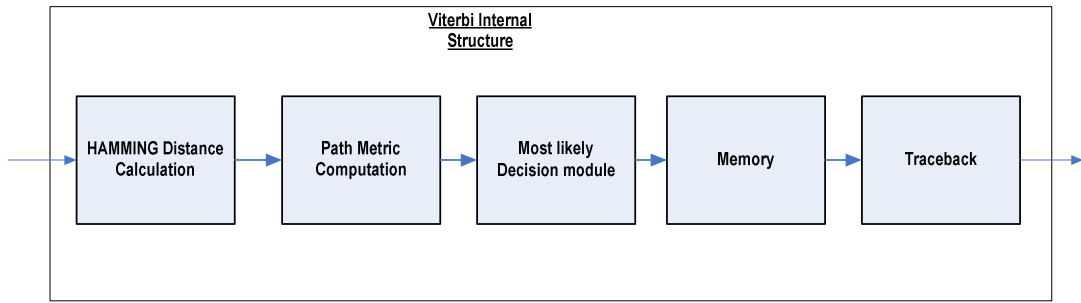 Viterbi Internal
Structure
HAMMING Distance
Calculation
Path Metric
Computation
Most likely
Decision module
Memory
Traceback